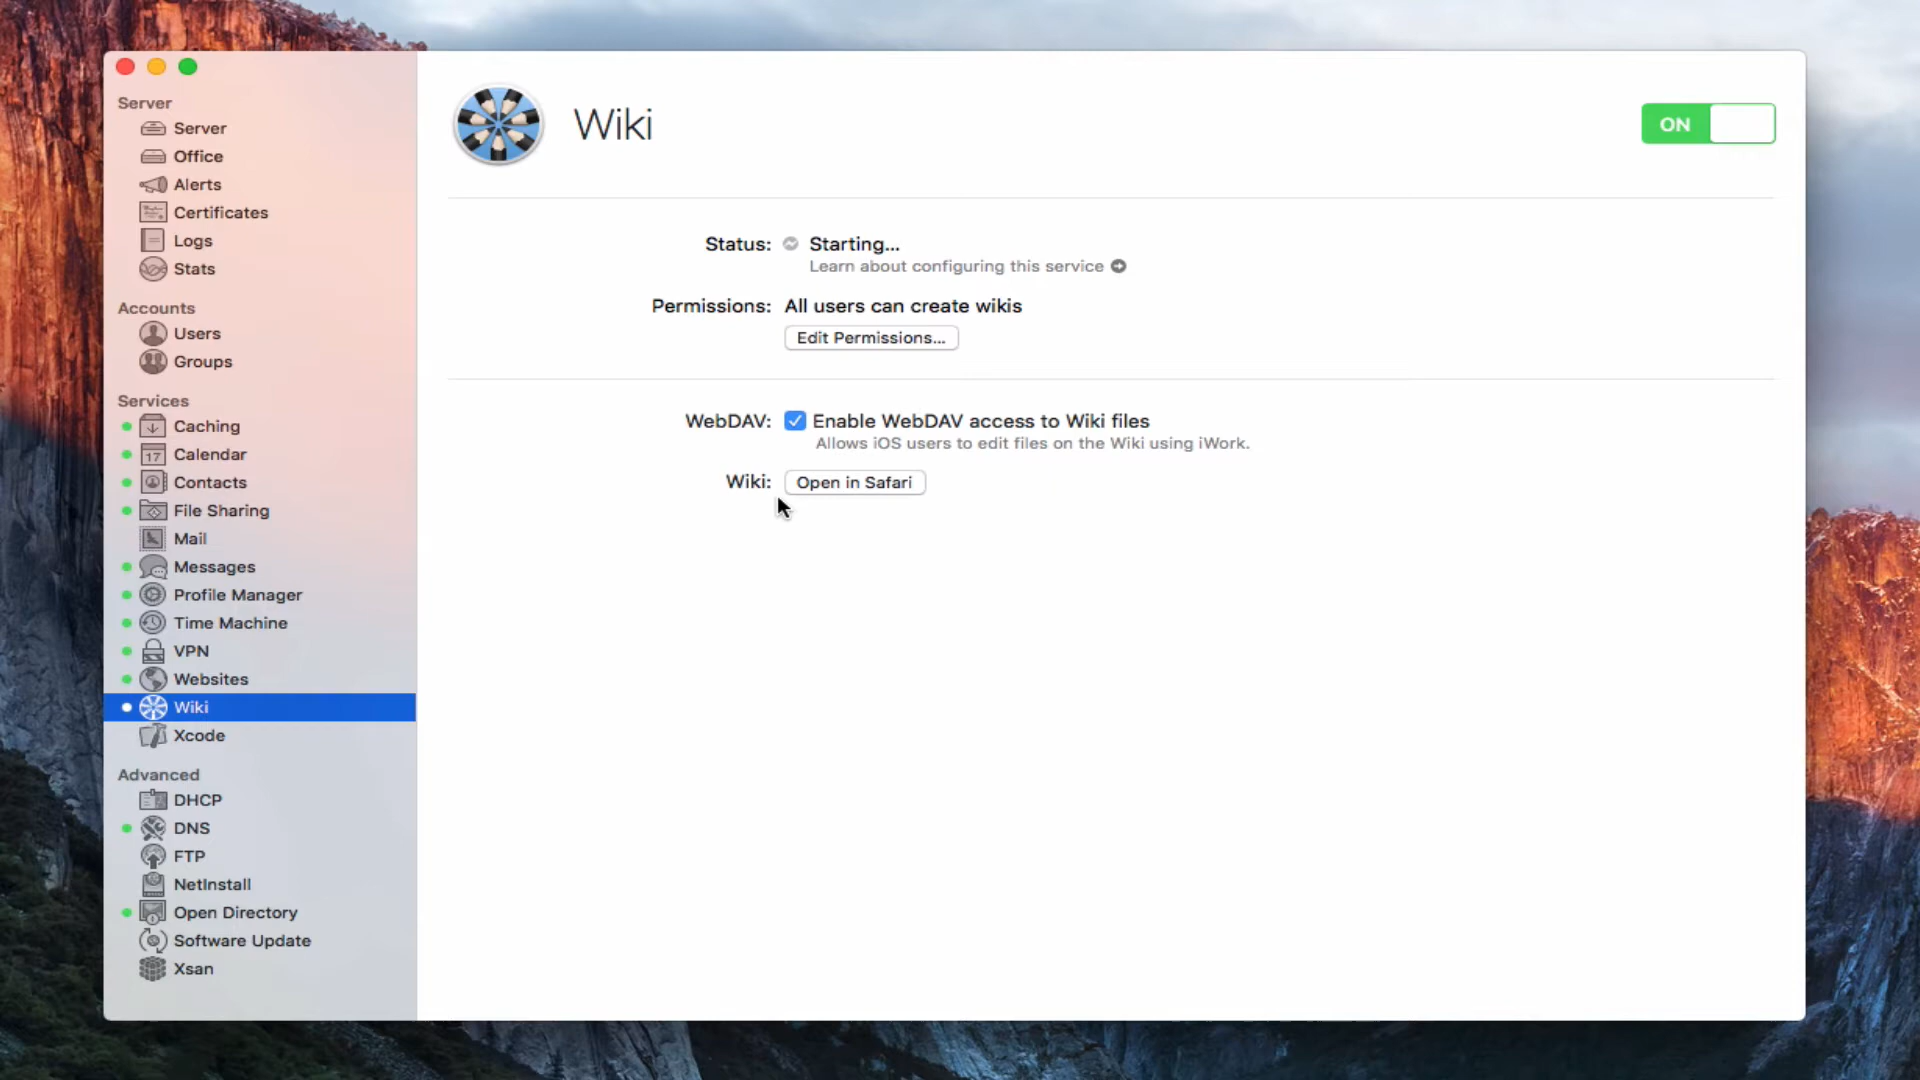 Server
Server
Office
Alerts
Certificates
Logs
Stats
Accounts
Users
Groups
Services
Caching
17 Calendar
Contacts
File Sharing
Mail
Messages
Profile Manager
Time Machine
VPN
Websites
Wiki
Xcode
Advanced
DHCP
DNS
FTP
NetInstall
Open Directory
Software Update
Xsan
Wiki
ON
Status: Starting...
Learn about configuring this service
Permissions: All users can create wikis
Edit Permissions...
WebDAV: Enable WebDAV access to Wiki files
Allows iOS users to edit files on the Wiki using iWork.
Wiki: Open in Safari